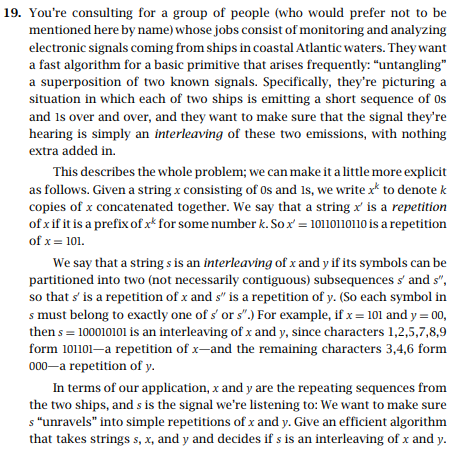 19. You're consulting for a group of people (who would prefer not to be
mentioned here by name) whose jobs consist of monitoring and analyzing
electronic signals coming from ships in coastal Atlantic waters. They want
a fast algorithm for a basic primitive that arises frequently: "untangling"
a superposition of two known signals. Specifically, they're picturing a
situation in which each of two ships is emitting a short sequence of 0s
and 1s over and over, and they want to make sure that the signal they're
hearing is simply an interleaving of these two emissions, with nothing
extra added in.
This describes the whole problem; we can make it a little more explicit
as follows. Given a string x consisting of 0s and 1s, we write xᵏ to denote k
copies of x concatenated together. We say that a string x′ is a repetition
of x if it is a prefix of xᵏ for some number k. So x′ = 10110110110 is a repetition
of x = 101.
We say that a string s is an interleaving of x and y if its symbols can be
partitioned into two (not necessarily contiguous) subsequences s′ and s″,
so that s′ is a repetition of x and s″ is a repetition of y. (So each symbol in
s must belong to exactly one of s′ or s″.) For example, if x = 101 and y = 00,
then s = 100010101 is an interleaving of x and y, since characters 1,2,5,7,8,9
form 101101—a repetition of x—and the remaining characters 3,4,6 form
000—a repetition of y.
In terms of our application, x and y are the repeating sequences from
the two ships, and s is the signal we're listening to: We want to make sure
s "unravels" into simple repetitions of x and y. Give an efficient algorithm
that takes strings s, x, and y and decides if s is an interleaving of x and y.